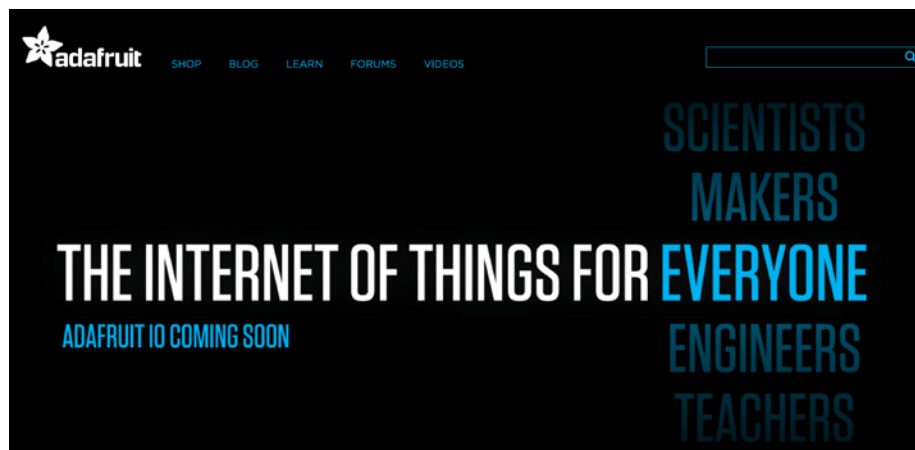 adafruit
SHOP BLOG LEARN FORUMS VIDEOS
SCIENTISTS
MAKERS
THE INTERNET OF THINGS FOR EVERYONE
ADAFRUIT IO COMING SOON
ENGINEERS
TEACHERS